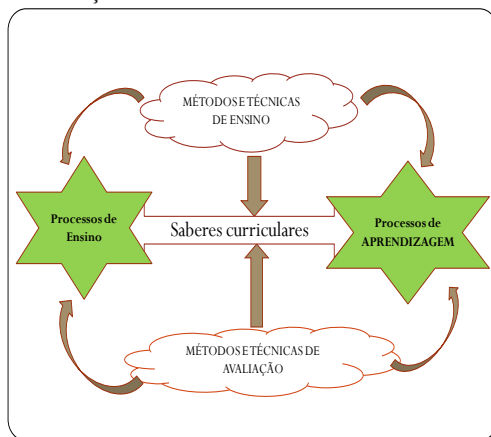 MÉTODOS E TÉCNICAS
DE ENSINO
Processos de
Ensino
Saberes curriculares
Processos de
APRENDIZAGEM
MÉTODOS E TÉCNICAS DE
AVALIAÇÃO